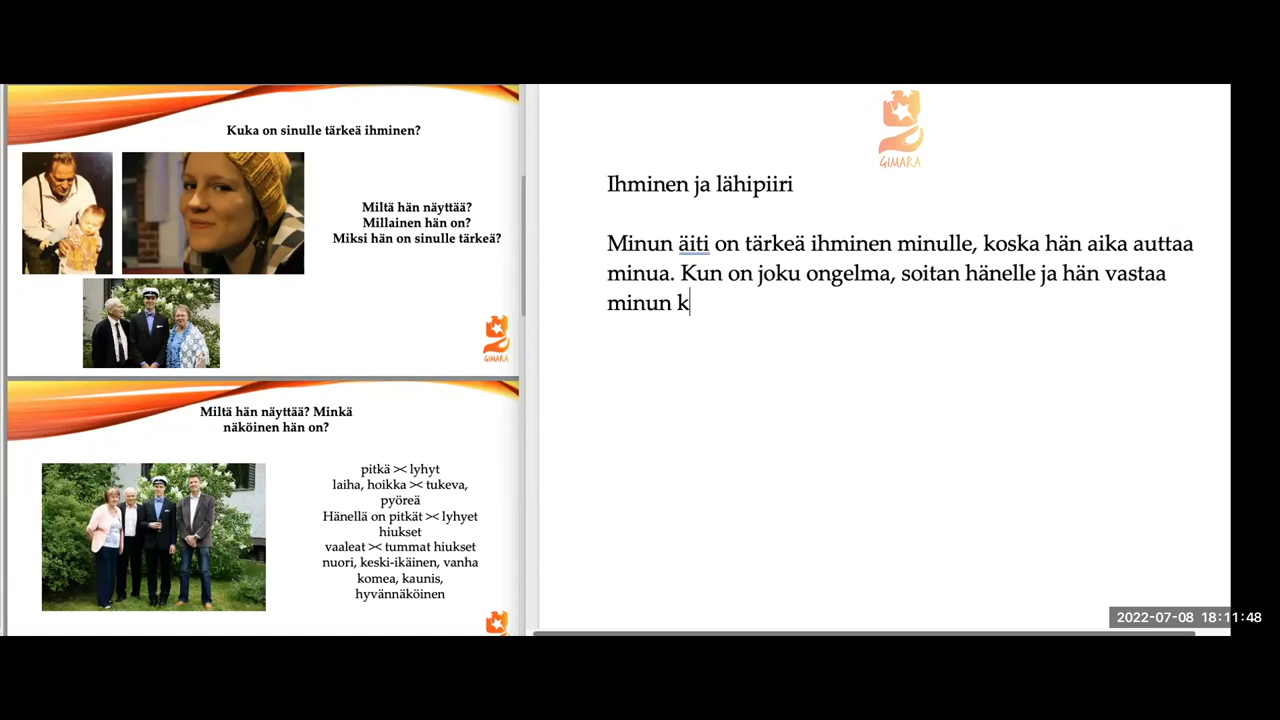 Kuka on sinulle tärkeä ihminen?
Miltä hän näyttää?
Millainen hän on?
Miksi hän on sinulle tärkeä?
GIMARA
Miltä hän näyttää? Minkä
näköinen hän on?
pitkä >< lyhyt
laiha, hoikka >< tukeva,
pyöreä
Hänellä on pitkät >< lyhyet
hiukset
vaaleat >< tummat hiukset
nuori, keski-ikäinen, vanha
komea, kaunis,
hyvännäköinen
GIMARA
Ihminen ja lähipiiri
Minun äiti on tärkeä ihminen minulle, koska hän aika auttaa
minua. Kun on joku ongelma, soitan hänelle ja hän vastaa
minun k
2022-07-08 18:11:48